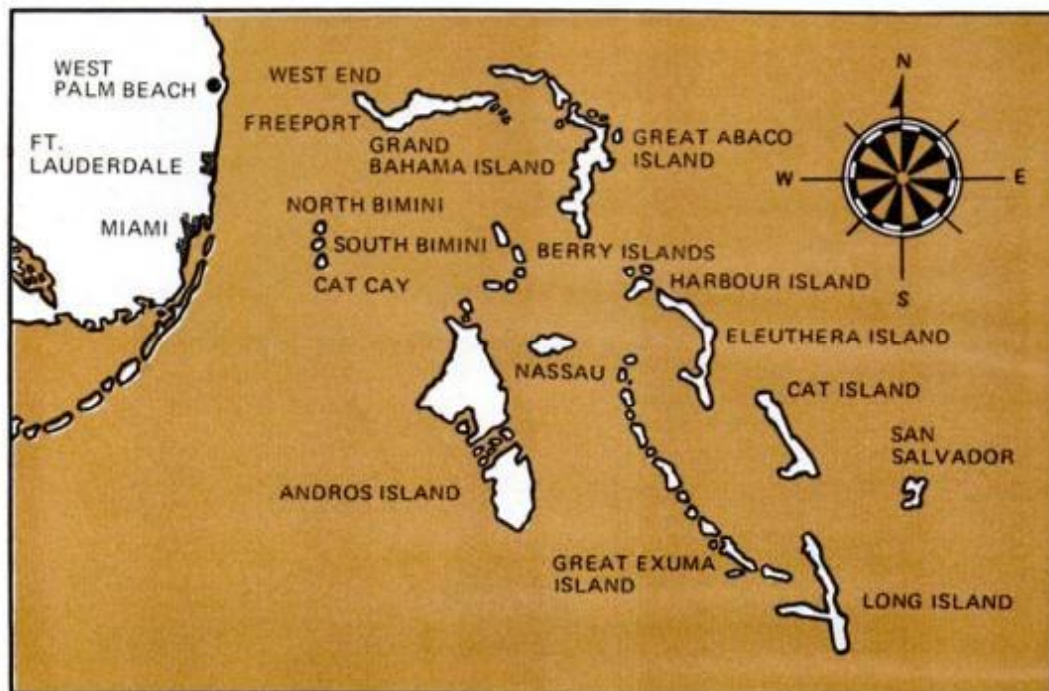 WEST
PALM BEACH
FT.
LAUDERDALE
MIAMI
WEST END
FREEPORT
GRAND
BAHAMA ISLAND
GREAT ABACO
ISLAND
NORTH BIMINI
SOUTH BIMINI
CAT CAY
BERRY ISLANDS
HARBOUR ISLAND
ELEUTHERA ISLAND
NASSAU
CAT ISLAND
SAN
SALVADOR
ANDROS ISLAND
GREAT EXUMA
ISLAND
LONG ISLAND
N
W
E
S